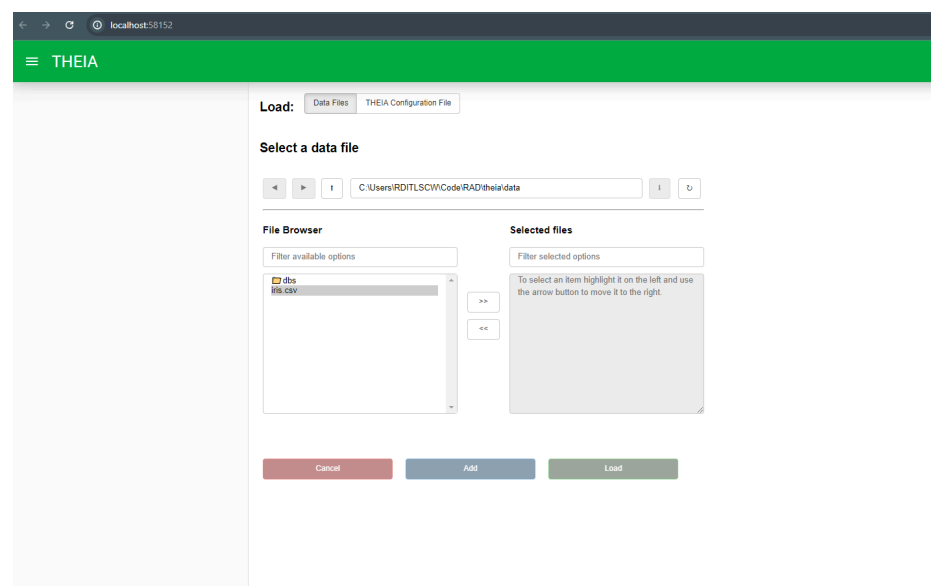 localhost:58152
THEIA
Load:
Data Files
THEIA Configuration File
Select a data file
C:\Users\RDITLSCW\Code\RAD\theia\data
File Browser
Selected files
Filter available options
Filter selected options
dbs
iris.csv
To select an item highlight it on the left and use
the arrow button to move it to the right.
>>
<<
Cancel
Add
Load